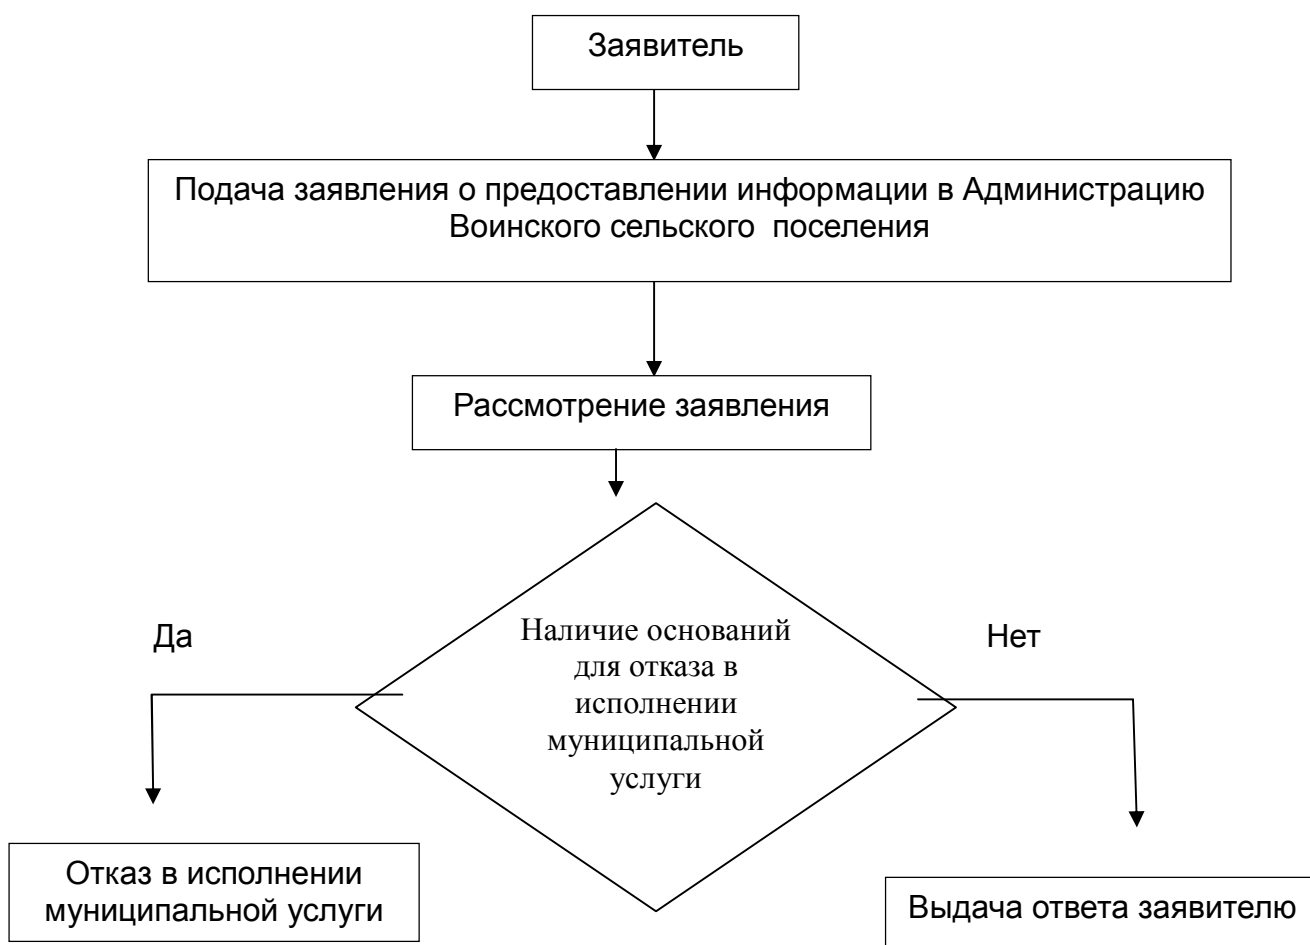 Заявитель
Подача заявления о предоставлении информации в Администрацию
Воинского сельского поселения
Рассмотрение заявления
Да
Наличие оснований
для отказа в
исполнении
муниципальной
услуги
Нет
Отказ в исполнении
муниципальной услуги
Выдача ответа заявителю